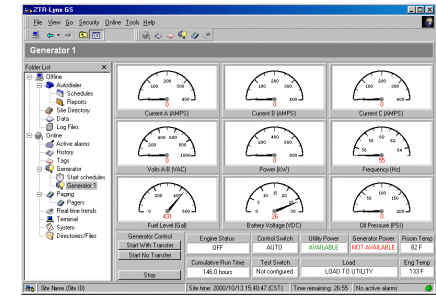 ZTR-Lynx GS
File View Go Security Online Tools Help
Generator 1
Folder List ×
Offline
Autodialer
Schedules
Reports
Site Directory
Data
Log Files
Online
Active alarms
History
Tags
Generator
Start schedules
Generator 1
Paging
Pagers
Real-time trends
Terminal
System
Directories/Files
Current A (AMPS)
Current B (AMPS)
Current C (AMPS)
Volts A-B (VAC)
Power (KW)
Frequency (Hz)
55
Fuel Level (Gal)
Battery Voltage (VDC)
Oil Pressure (PSI)
431
26
0
Generator Control
Start With Transfer
Start No Transfer
Stop
Engine Status
OFF
Control Switch
AUTO
Utility Power
AVAILABLE
Generator Power
NOT AVAILABLE
Room Temp
82 F
Cumulative Run Time
146.0 hours
Test Switch
Not configured
Load
LOAD TO UTILITY
Eng Temp
133 F
Site Name (Site ID)
Site time: 2000/10/13 15:40:47 (CST)
Time remaining: 26:55
No active alarms